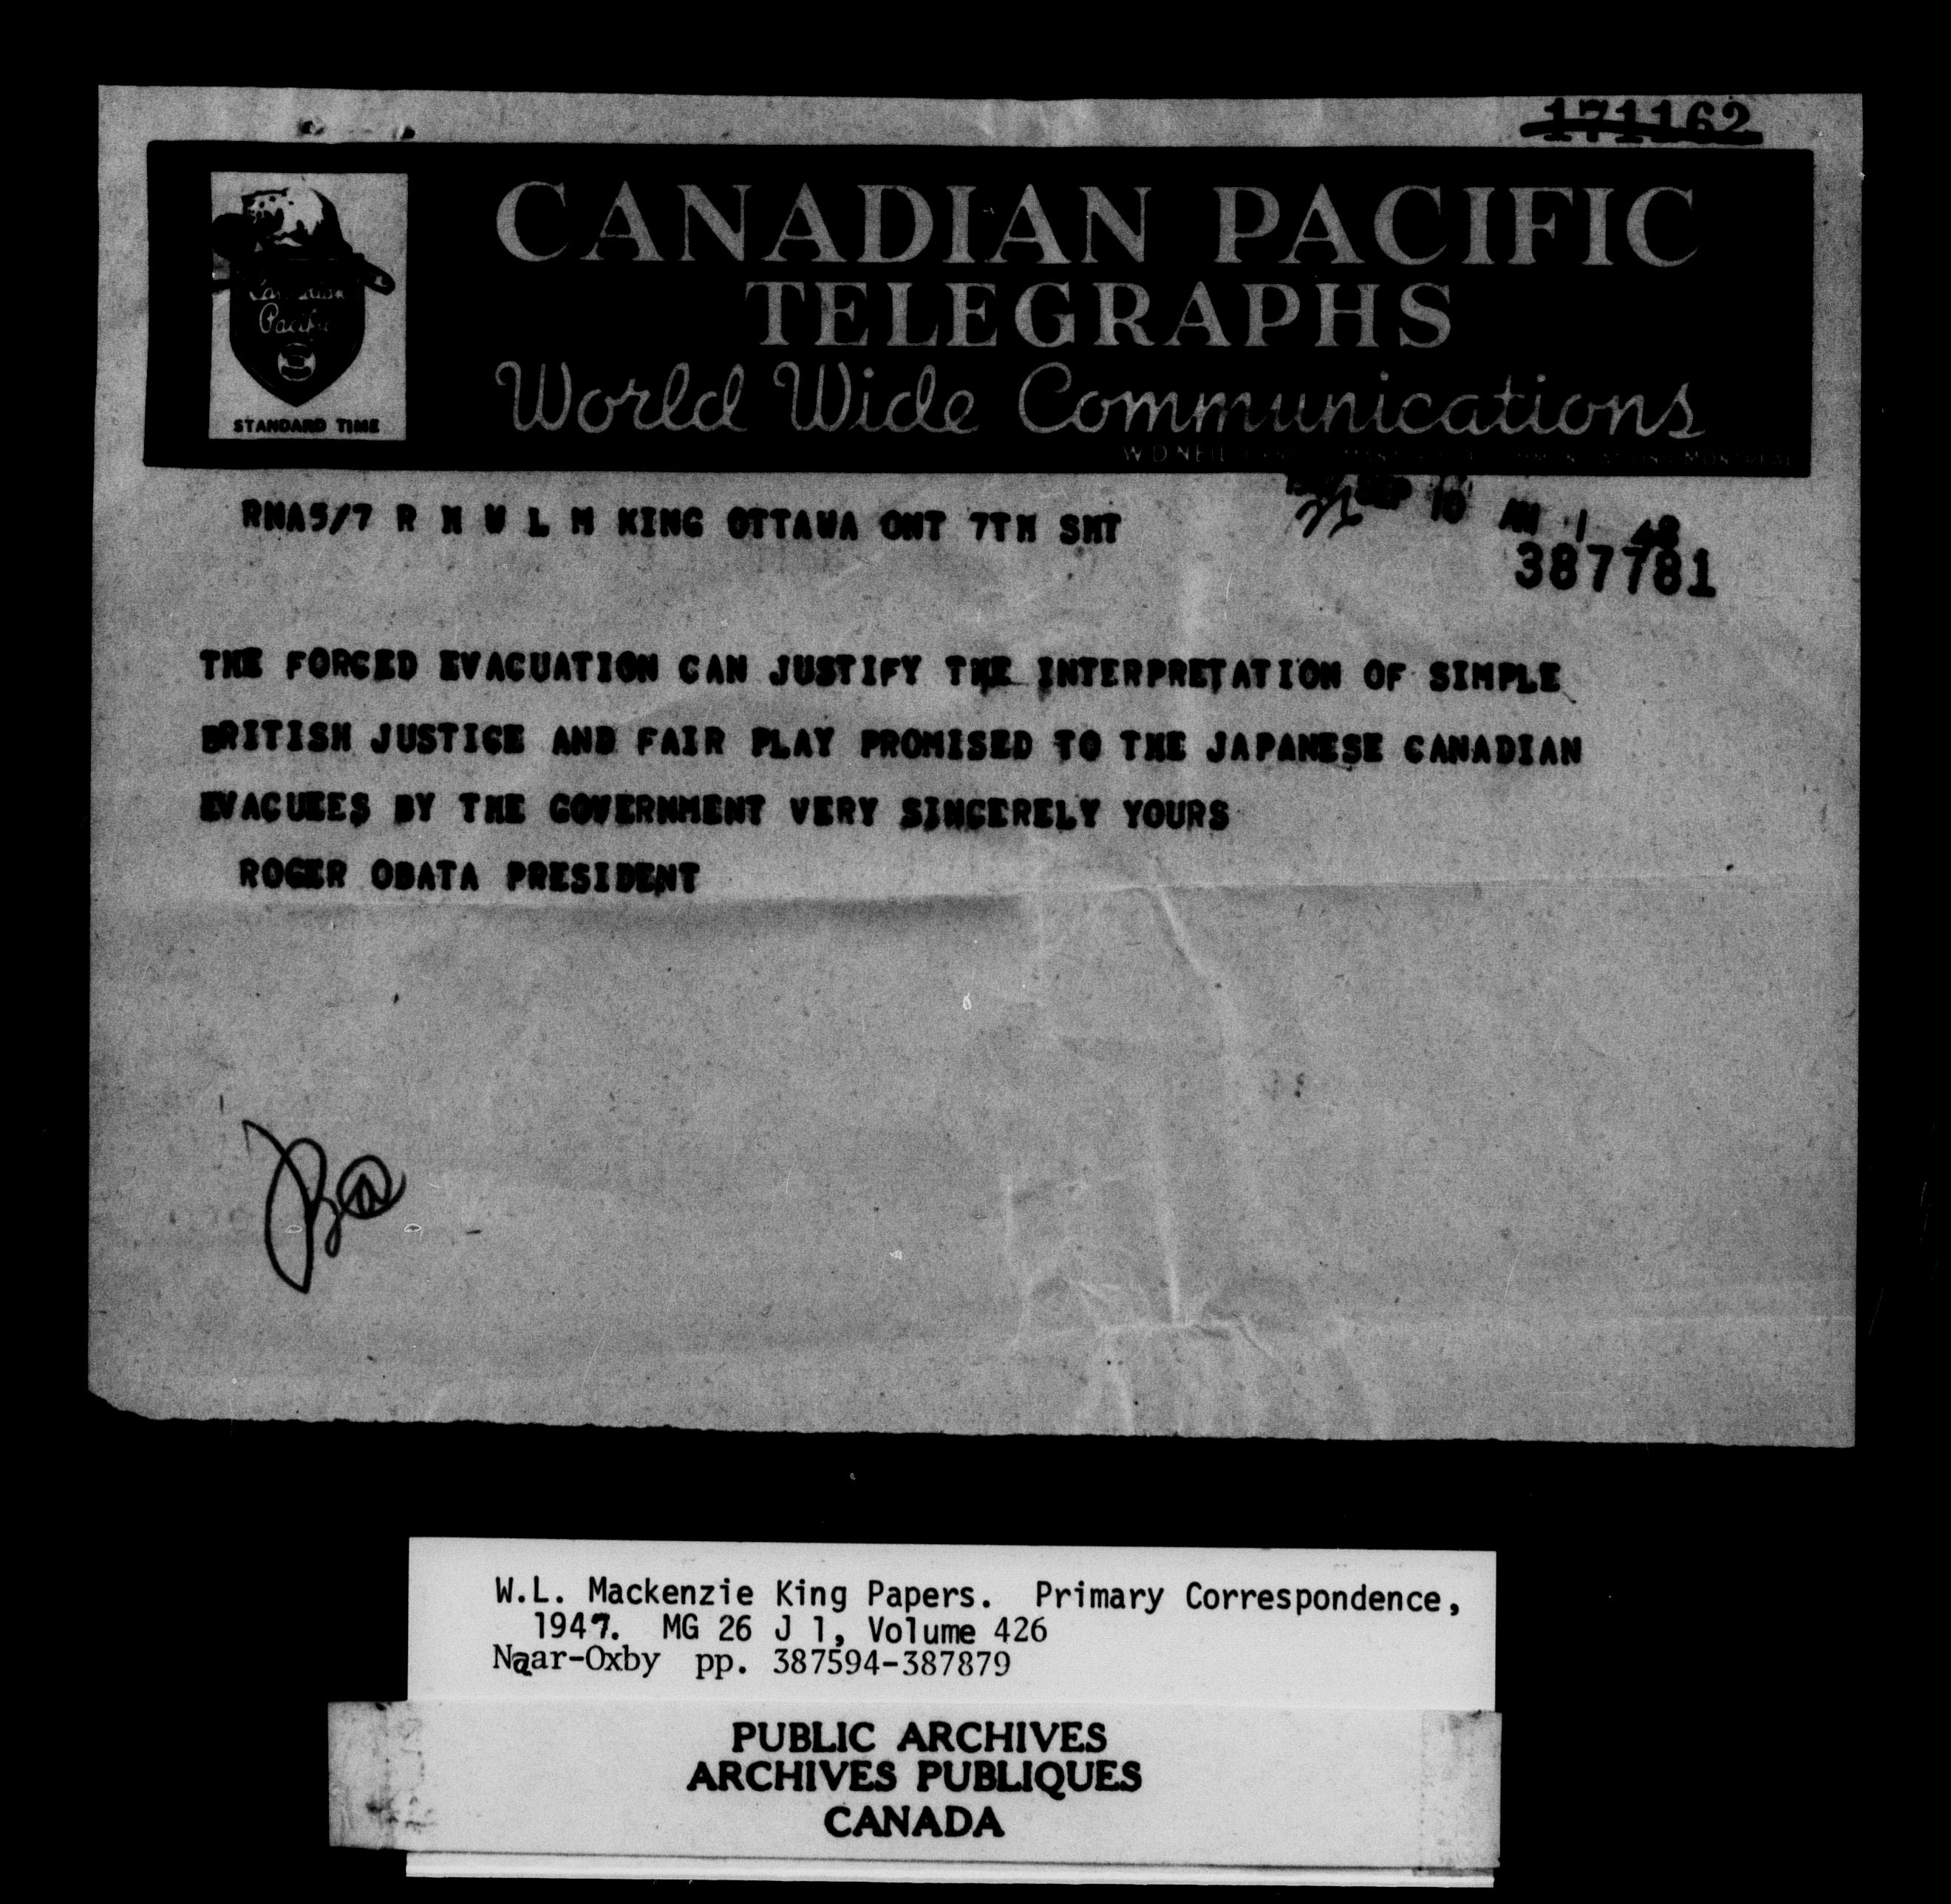 171162
Canadian
Pacific
STANDARD TIME
CANADIAN PACIFIC
TELEGRAPHS
World Wide Communications
W D NEIL
SEP 10 AM 1 48
RNA5/7 R H W L M KING OTTAWA ONT 7TH SHT
387781
THE FORCED EVACUATION CAN JUSTIFY THE INTERPRETATION OF SIMPLE
BRITISH JUSTICE AND FAIR PLAY PROMISED TO THE JAPANESE CANADIAN
EVACUEES BY THE GOVERNMENT VERY SINCERELY YOURS
ROGER OBATA PRESIDENT
W.L. Mackenzie King Papers. Primary Correspondence,
1947. MG 26 J 1, Volume 426
Naar-Oxby pp. 387594-387879
PUBLIC ARCHIVES
ARCHIVES PUBLIQUES
CANADA